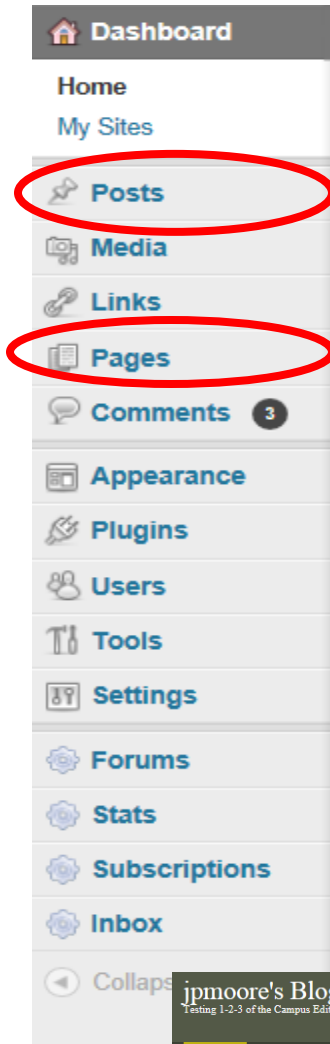 Dashboard
Home
My Sites
Posts
Media
Links
Pages
Comments 3
Appearance
Plugins
Users
Tools
Settings
Forums
Stats
Subscriptions
Inbox
Collaps
jpmoore's Blog
Testing 1-2-3 of the Campus Edit